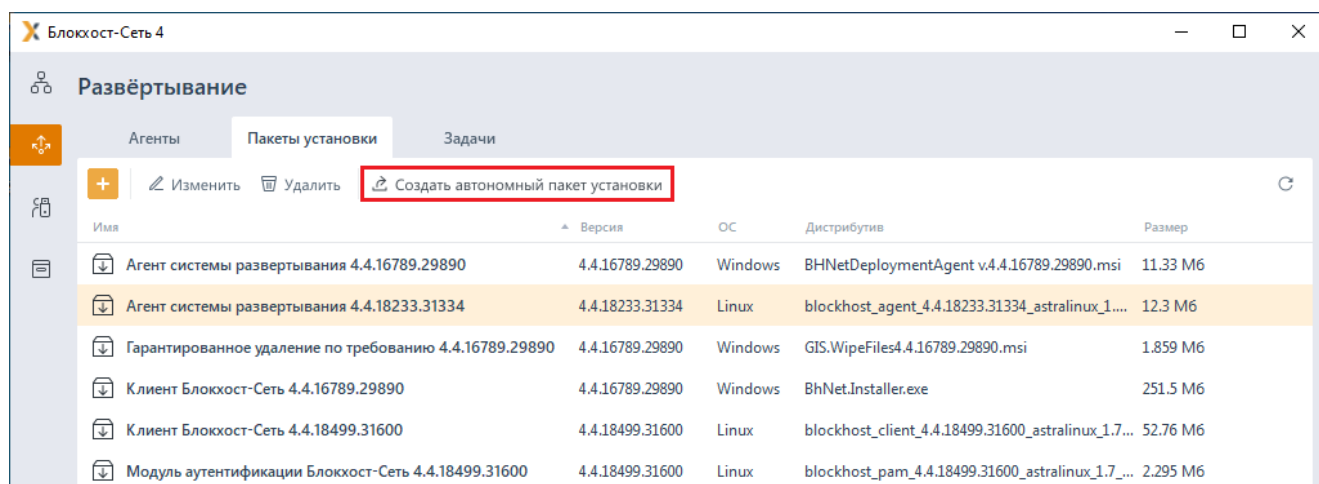 Блокхост-Сеть 4
Развёртывание
Агенты Пакеты установки Задачи
Изменить Удалить Создать автономный пакет установки
Имя Версия ОС Дистрибутив Размер
Агент системы развертывания 4.4.16789.29890 4.4.16789.29890 Windows BHNetDeploymentAgent v.4.4.16789.29890.msi 11.33 Мб
Агент системы развертывания 4.4.18233.31334 4.4.18233.31334 Linux blockhost_agent_4.4.18233.31334_astralinux_1.... 12.3 Мб
Гарантированное удаление по требованию 4.4.16789.29890 4.4.16789.29890 Windows GIS.WipeFiles4.4.16789.29890.msi 1.859 Мб
Клиент Блокхост-Сеть 4.4.16789.29890 4.4.16789.29890 Windows BhNet.Installer.exe 251.5 Мб
Клиент Блокхост-Сеть 4.4.18499.31600 4.4.18499.31600 Linux blockhost_client_4.4.18499.31600_astralinux_1.7... 52.76 Мб
Модуль аутентификации Блокхост-Сеть 4.4.18499.31600 4.4.18499.31600 Linux blockhost_pam_4.4.18499.31600_astralinux_1.7_... 2.295 Мб